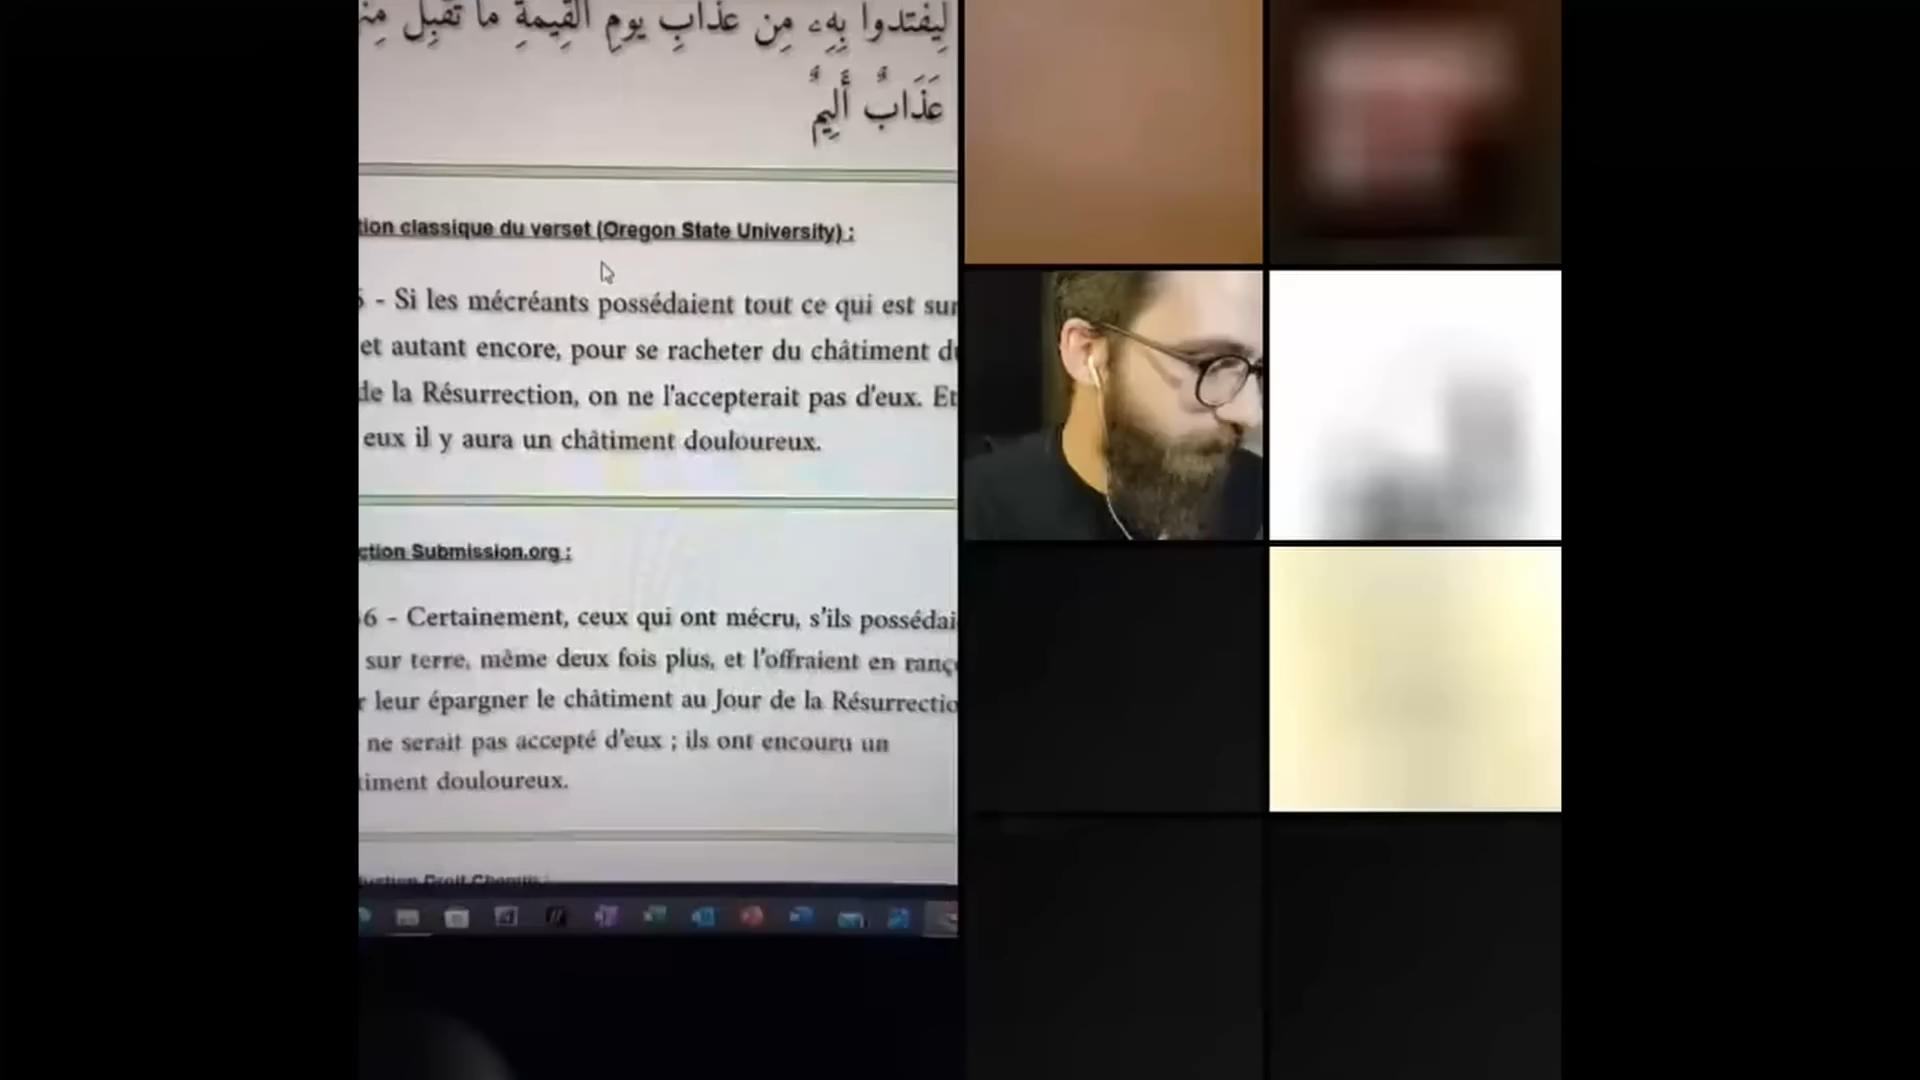 لِيَفْتَدُوا بِهِۦ مِن عَذَابِ يَومِ القِيمَةِ ما تُقُبِّلَ
عَذَابٌ أَلِيمٌ
tion classique du verset (Oregon State University) :
- Si les mécréants possédaient tout ce qui est sur
et autant encore, pour se racheter du châtiment
de la Résurrection, on ne l'accepterait pas d'eux. Et
eux il y aura un châtiment douloureux.
ction Submission.org :
6 - Certainement, ceux qui ont mécru, s'ils possédai
sur terre, même deux fois plus, et l'offraient en ranç
r leur épargner le châtiment au Jour de la Résurrectio
ne serait pas accepté d'eux ; ils ont encouru un
timent douloureux.